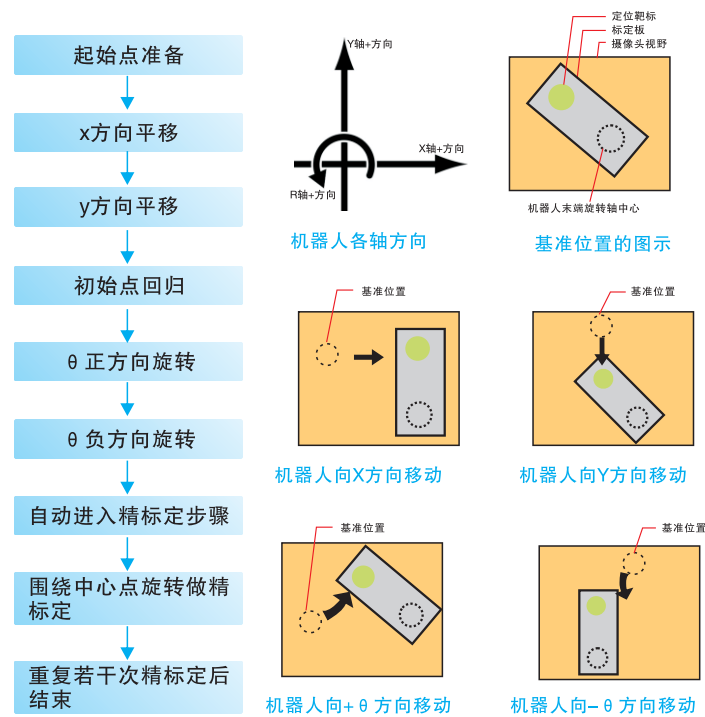 起始点准备
x方向平移
y方向平移
初始点回归
θ 正方向旋转
θ 负方向旋转
自动进入精标定步骤
围绕中心点旋转做精
标定
重复若干次精标定后
结束
Y轴+方向
X轴+方向
R轴+方向
机器人各轴方向
定位靶标
标定板
摄像头视野
机器人末端旋转轴中心
基准位置的图示
基准位置
机器人向X方向移动
基准位置
机器人向Y方向移动
基准位置
机器人向+ θ 方向移动
基准位置
机器人向– θ 方向移动